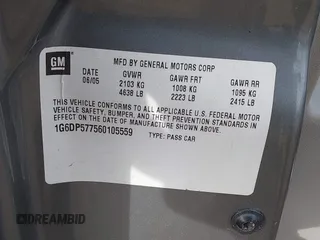 GM
MFD BY GENERAL MOTORS CORP
DATE GVWR GAWR FRT GAWR RR
06/05 2103 KG 1008 KG 1095 KG
4638 LB 2223 LB 2415 LB
THIS VEHICLE CONFORMS TO ALL APPLICABLE U.S. FEDERAL MOTOR
VEHICLE SAFETY, BUMPER, AND THEFT PREVENTION STANDARDS
IN EFFECT ON THE DATE OF MANUFACTURE SHOWN ABOVE.
1G6DP577560105559 TYPE: PASS CAR
DREAMBID